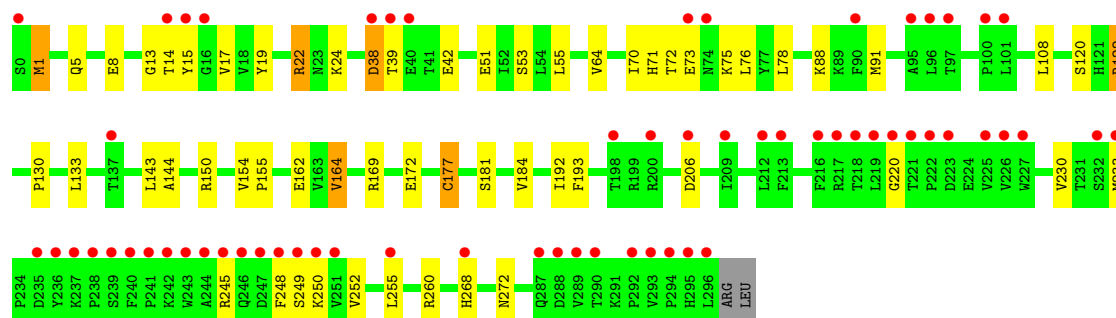 S0 M1 Q5 E8 G13 T14 Y15 G16 V17 V18 Y19 R22 N23 K24 D38 T39 E40 T41 E42 E51 I52 S53 L54 L55 V64 I70 H71 T72 E73 N74 K75 L76 Y77 L78 K88 K89 F90 M91 A95 L96 T97 P100 L101 L108 S120 H121
P130 L133 T137 L143 A144 R150 V154 P155 E162 V163 V164 R169 E172 C177 S181 V184 I192 F193 T198 R199 R200 D206 I209 L212 F213 F216 R217 T218 L219 G220 T221 P222 D223 E224 V225 V226 W227 V230 T231 S232
P234 D235 Y236 K237 P238 S239 F240 P241 K242 W243 A244 R245 Q246 D247 F248 S249 K250 V251 V252 L255 R260 H268 N272 Q287 D288 V289 T290 K291 P292 V293 P294 H295 L296 ARG LEU